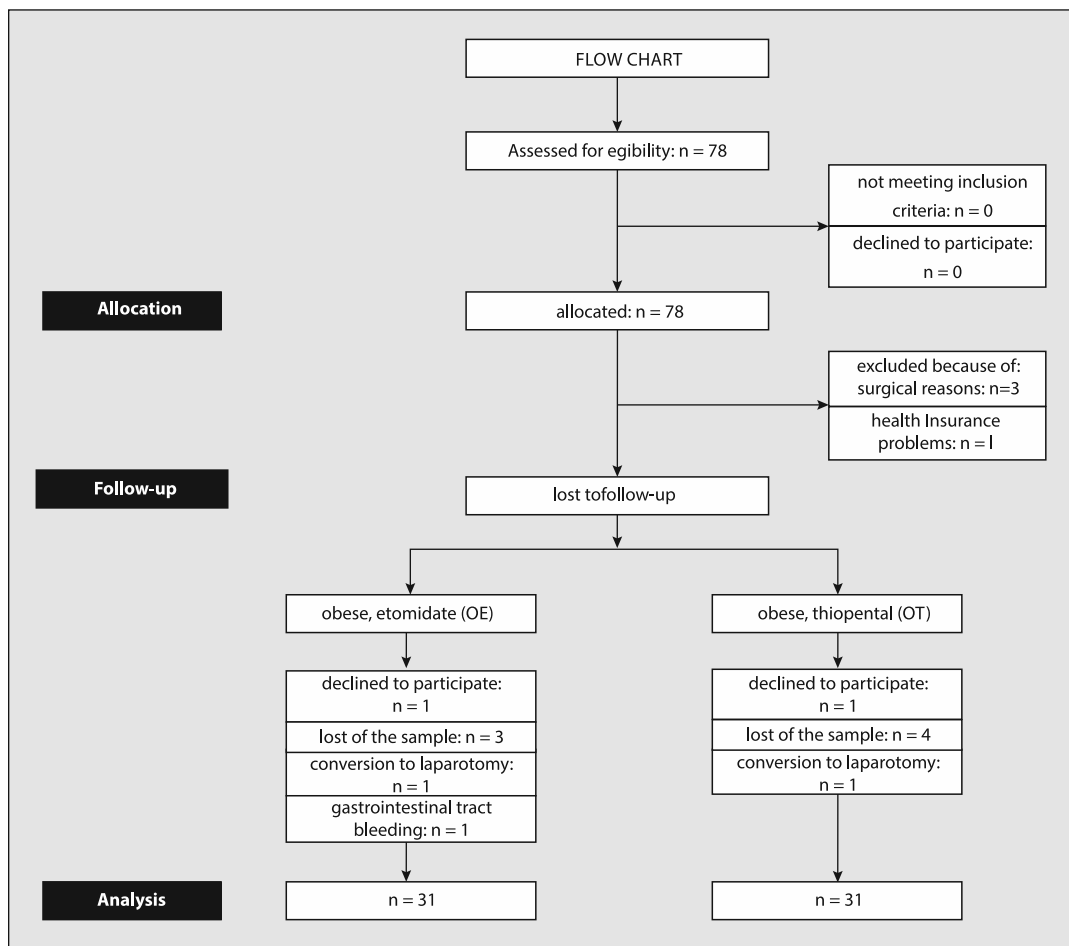 FLOW CHART
Assessed for egibility: n = 78
not meeting inclusion
criteria: n = 0
declined to participate:
n = 0
Allocation
allocated: n = 78
excluded because of:
surgical reasons: n=3
health Insurance
problems: n = l
Follow-up
lost tofollow-up
obese, etomidate (OE)
obese, thiopental (OT)
declined to participate:
n = 1
lost of the sample: n = 3
conversion to laparotomy:
n = 1
gastrointestinal tract
bleeding: n = 1
declined to participate:
n = 1
lost of the sample: n = 4
conversion to laparotomy:
n = 1
Analysis
n = 31
n = 31